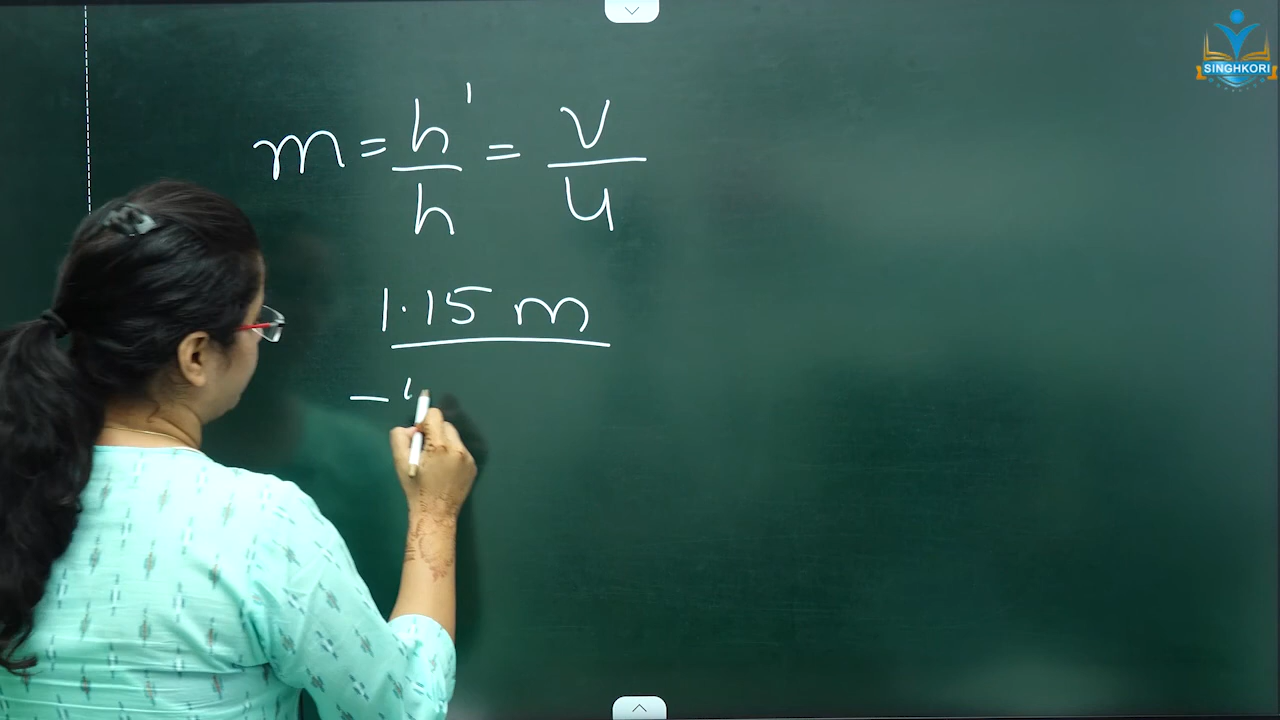 m = h' / h = v / u
1.15 m
–
SINGHKORI